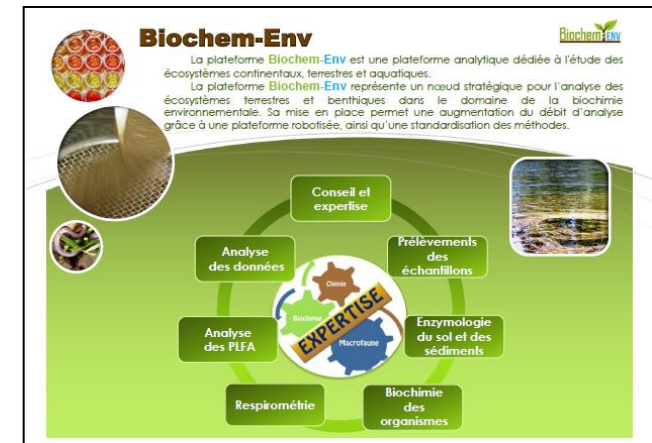 Biochem-Env
Biochem-Env
La plateforme Biochem-Env est une plateforme analytique dédiée à l'étude des
écosystèmes continentaux, terrestres et aquatiques.
La plateforme Biochem-Env représente un nœud stratégique pour l'analyse des
écosystèmes terrestres et benthiques dans le domaine de la biochimie
environnementale. Sa mise en place permet une augmentation du débit d'analyse
grâce à une plateforme robotisée, ainsi qu'une standardisation des méthodes.
Conseil et
expertise
Prélèvements
des
échantillons
Enzymologie
du sol et des
sédiments
Biochimie
des
organismes
Respirométrie
Analyse
des PLFA
Analyse
des données
Chimie
Biochimie
EXPERTISE
Macrofaune